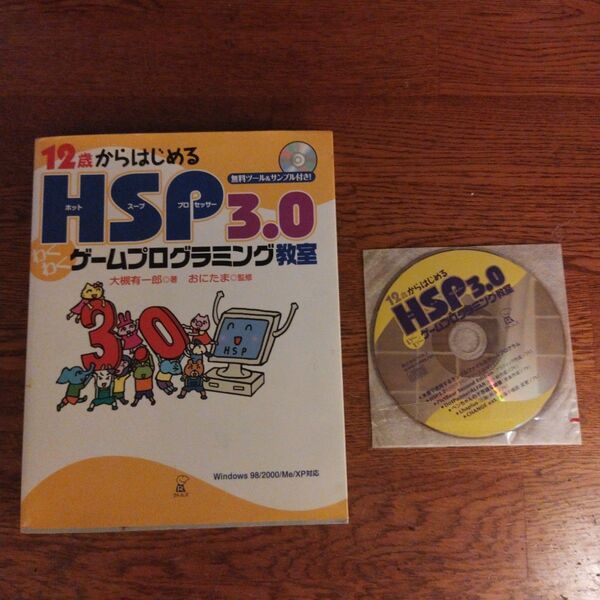 12歳からはじめる
無料ツール&サンプル付き!
HSP3.0
ホット スープ プロセッサー
わくわく
ゲームプログラミング教室
大槻有一郎◎著 おにたま◎監修
3.0
HSP
Windows 98/2000/Me/XP対応
12歳からはじめる
HSP3.0
ゲームプログラミング教室